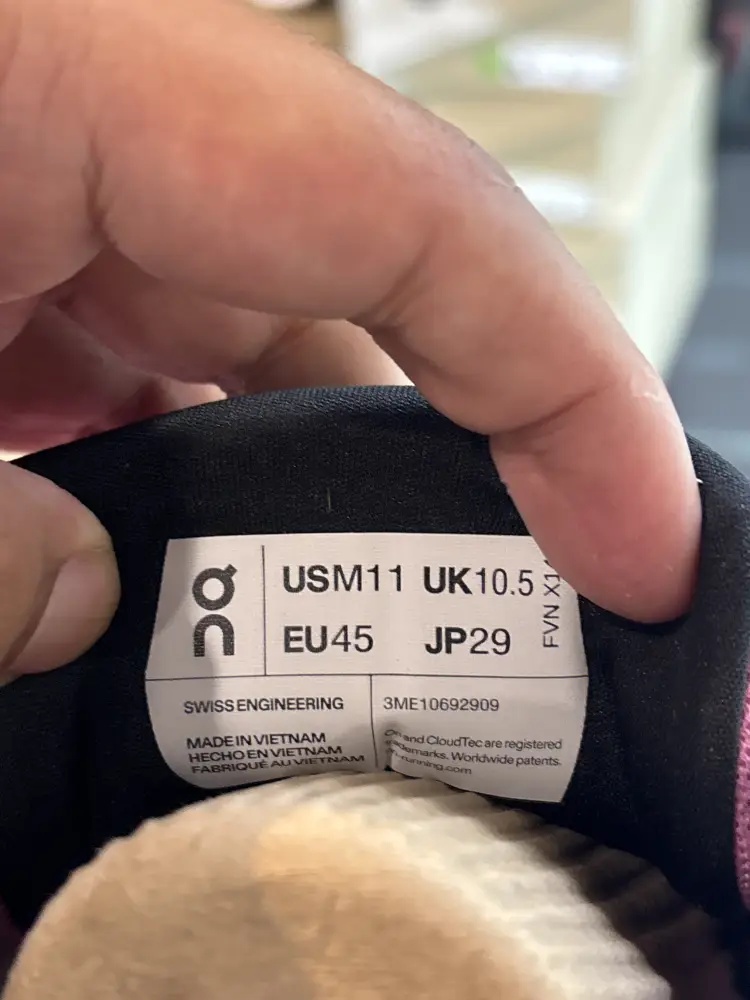 USM11 UK10.5
EU45 JP29
FVN
SWISS ENGINEERING
3ME10692909
MADE IN VIETNAM
HECHO EN VIETNAM
FABRIQUÉ AU VIETNAM
and CloudTec are registered
Worldwide patents.